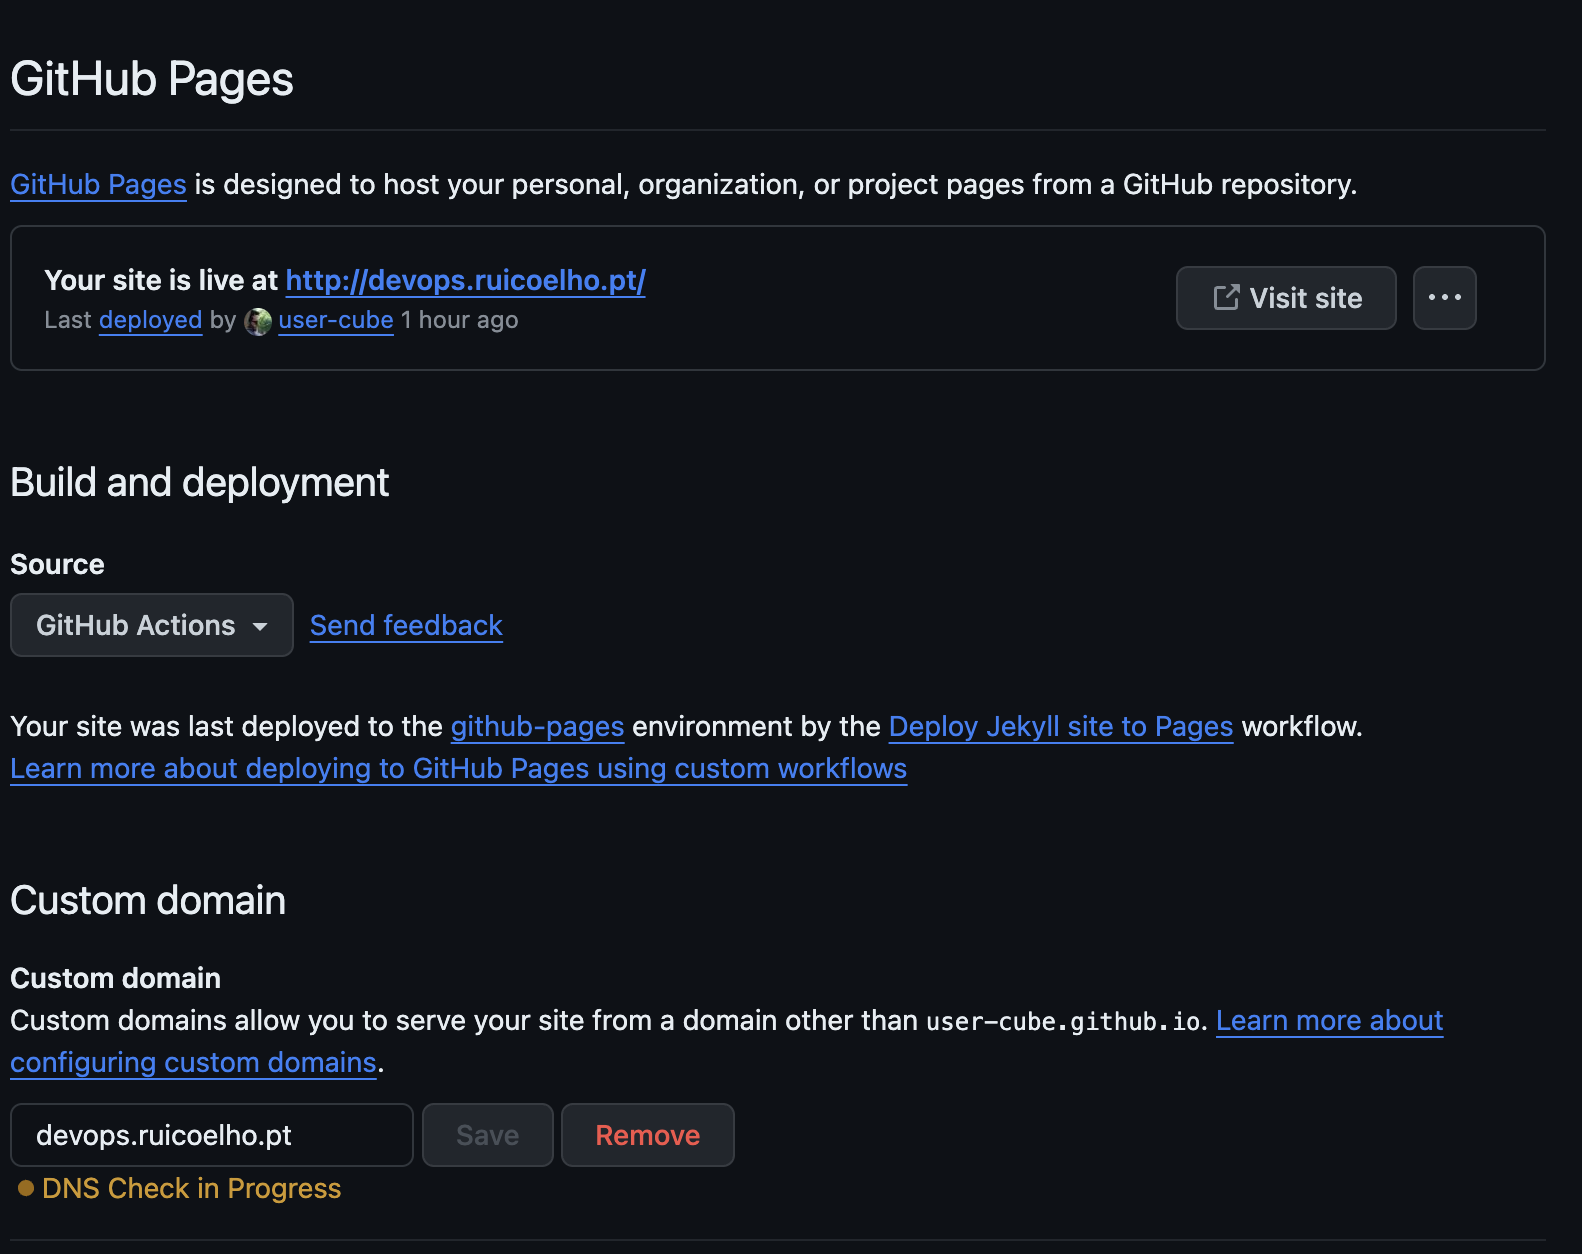 GitHub Pages
GitHub Pages is designed to host your personal, organization, or project pages from a GitHub repository.
Your site is live at http://devops.ruicoelho.pt/
Last deployed by user-cube 1 hour ago
Visit site
Build and deployment
Source
GitHub Actions
Send feedback
Your site was last deployed to the github-pages environment by the Deploy Jekyll site to Pages workflow.
Learn more about deploying to GitHub Pages using custom workflows
Custom domain
Custom domain
Custom domains allow you to serve your site from a domain other than user-cube.github.io. Learn more about
configuring custom domains.
devops.ruicoelho.pt
Save
Remove
DNS Check in Progress